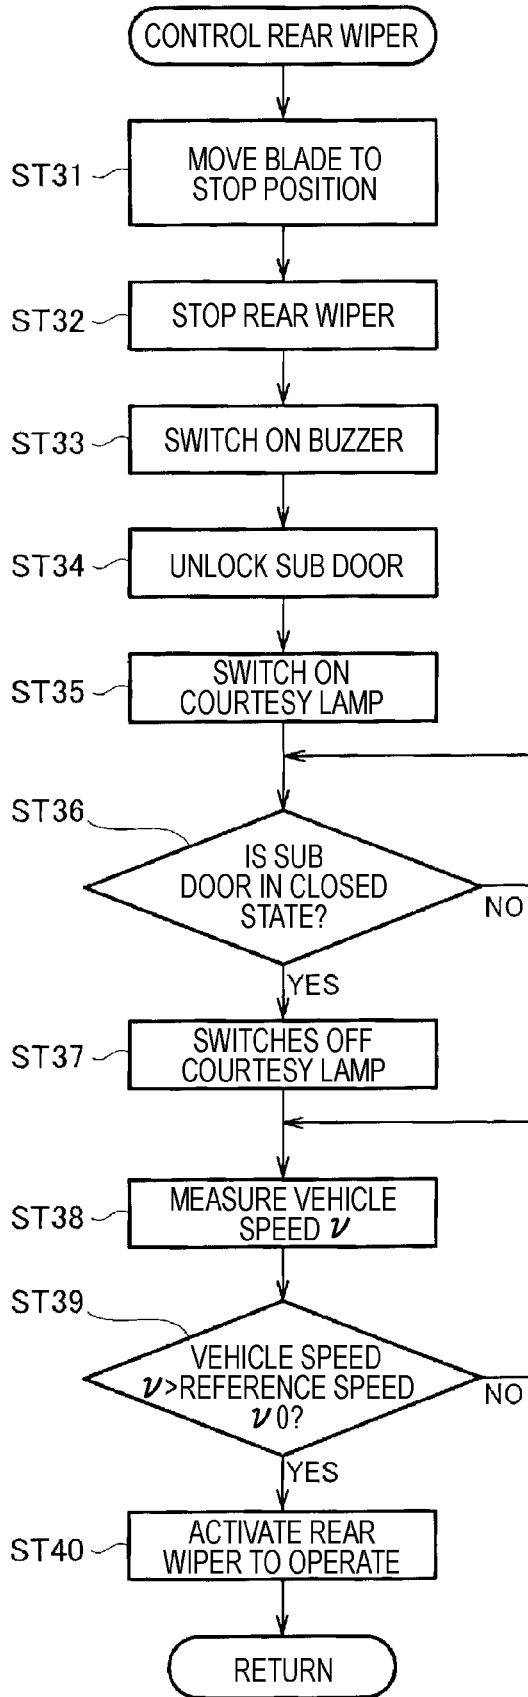 CONTROL REAR WIPER
ST31
MOVE BLADE TO
STOP POSITION
ST32
STOP REAR WIPER
ST33
SWITCH ON BUZZER
ST34
UNLOCK SUB DOOR
ST35
SWITCH ON
COURTESY LAMP
ST36
IS SUB
DOOR IN CLOSED
STATE?
NO
YES
ST37
SWITCHES OFF
COURTESY LAMP
ST38
MEASURE VEHICLE
SPEED ν
ST39
VEHICLE SPEED
ν>REFERENCE SPEED
ν0?
NO
YES
ST40
ACTIVATE REAR
WIPER TO OPERATE
RETURN